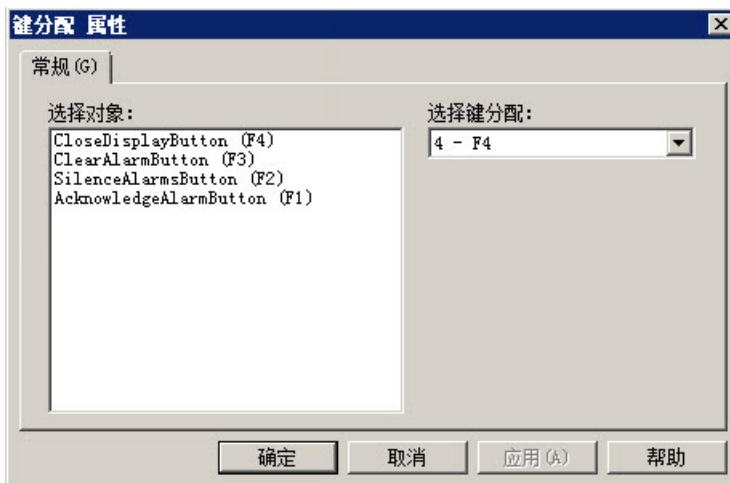 键分配 属性
常规(G)
选择对象:
CloseDisplayButton (F4)
ClearAlarmButton (F3)
SilenceAlarmsButton (F2)
AcknowledgeAlarmButton (F1)
选择键分配:
4 - F4
确定
取消
应用(A)
帮助